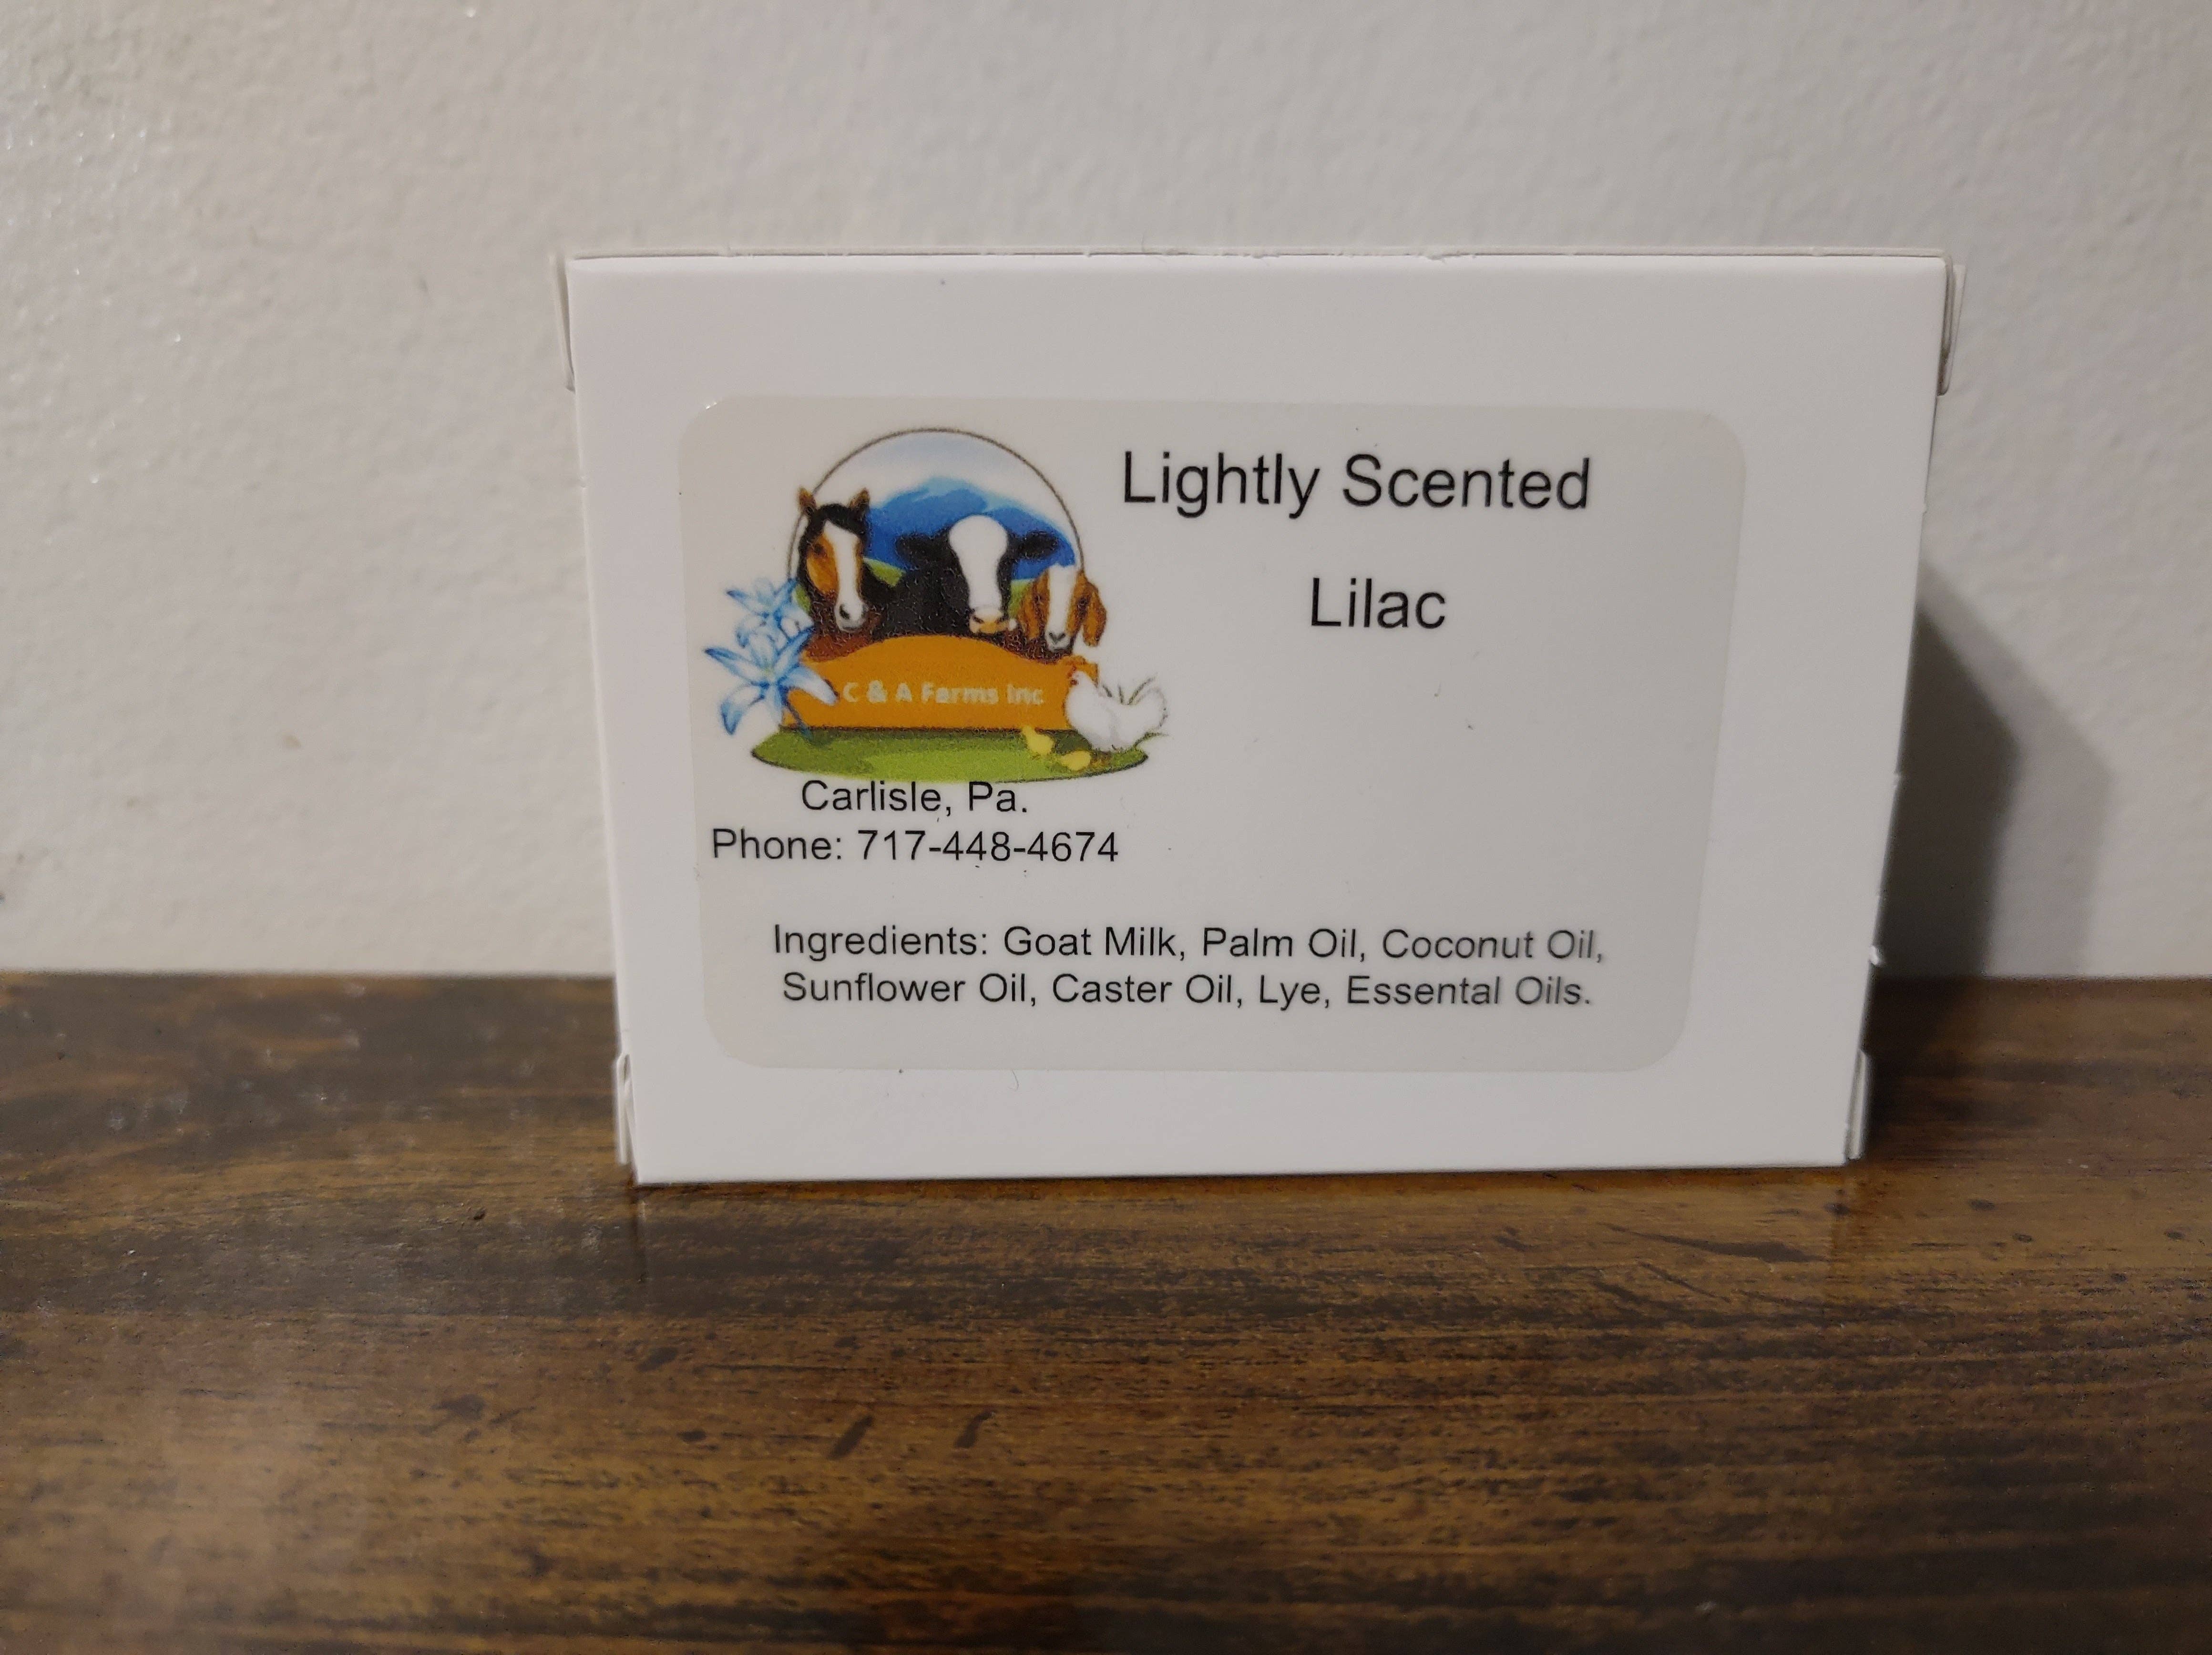 Lightly Scented
Lilac
C & A Farms Inc
Carlisle, Pa.
Phone: 717-448-4674
Ingredients: Goat Milk, Palm Oil, Coconut Oil,
Sunflower Oil, Caster Oil, Lye, Essental Oils.